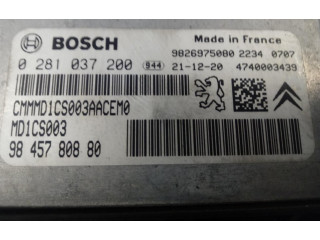 BOSCH
Made in France
9826975080 2234 0707
0 281 037 200 644 21-12-20 4740003439
CMMMD1CS003AACEM0
MD1CS003
98 457 808 80